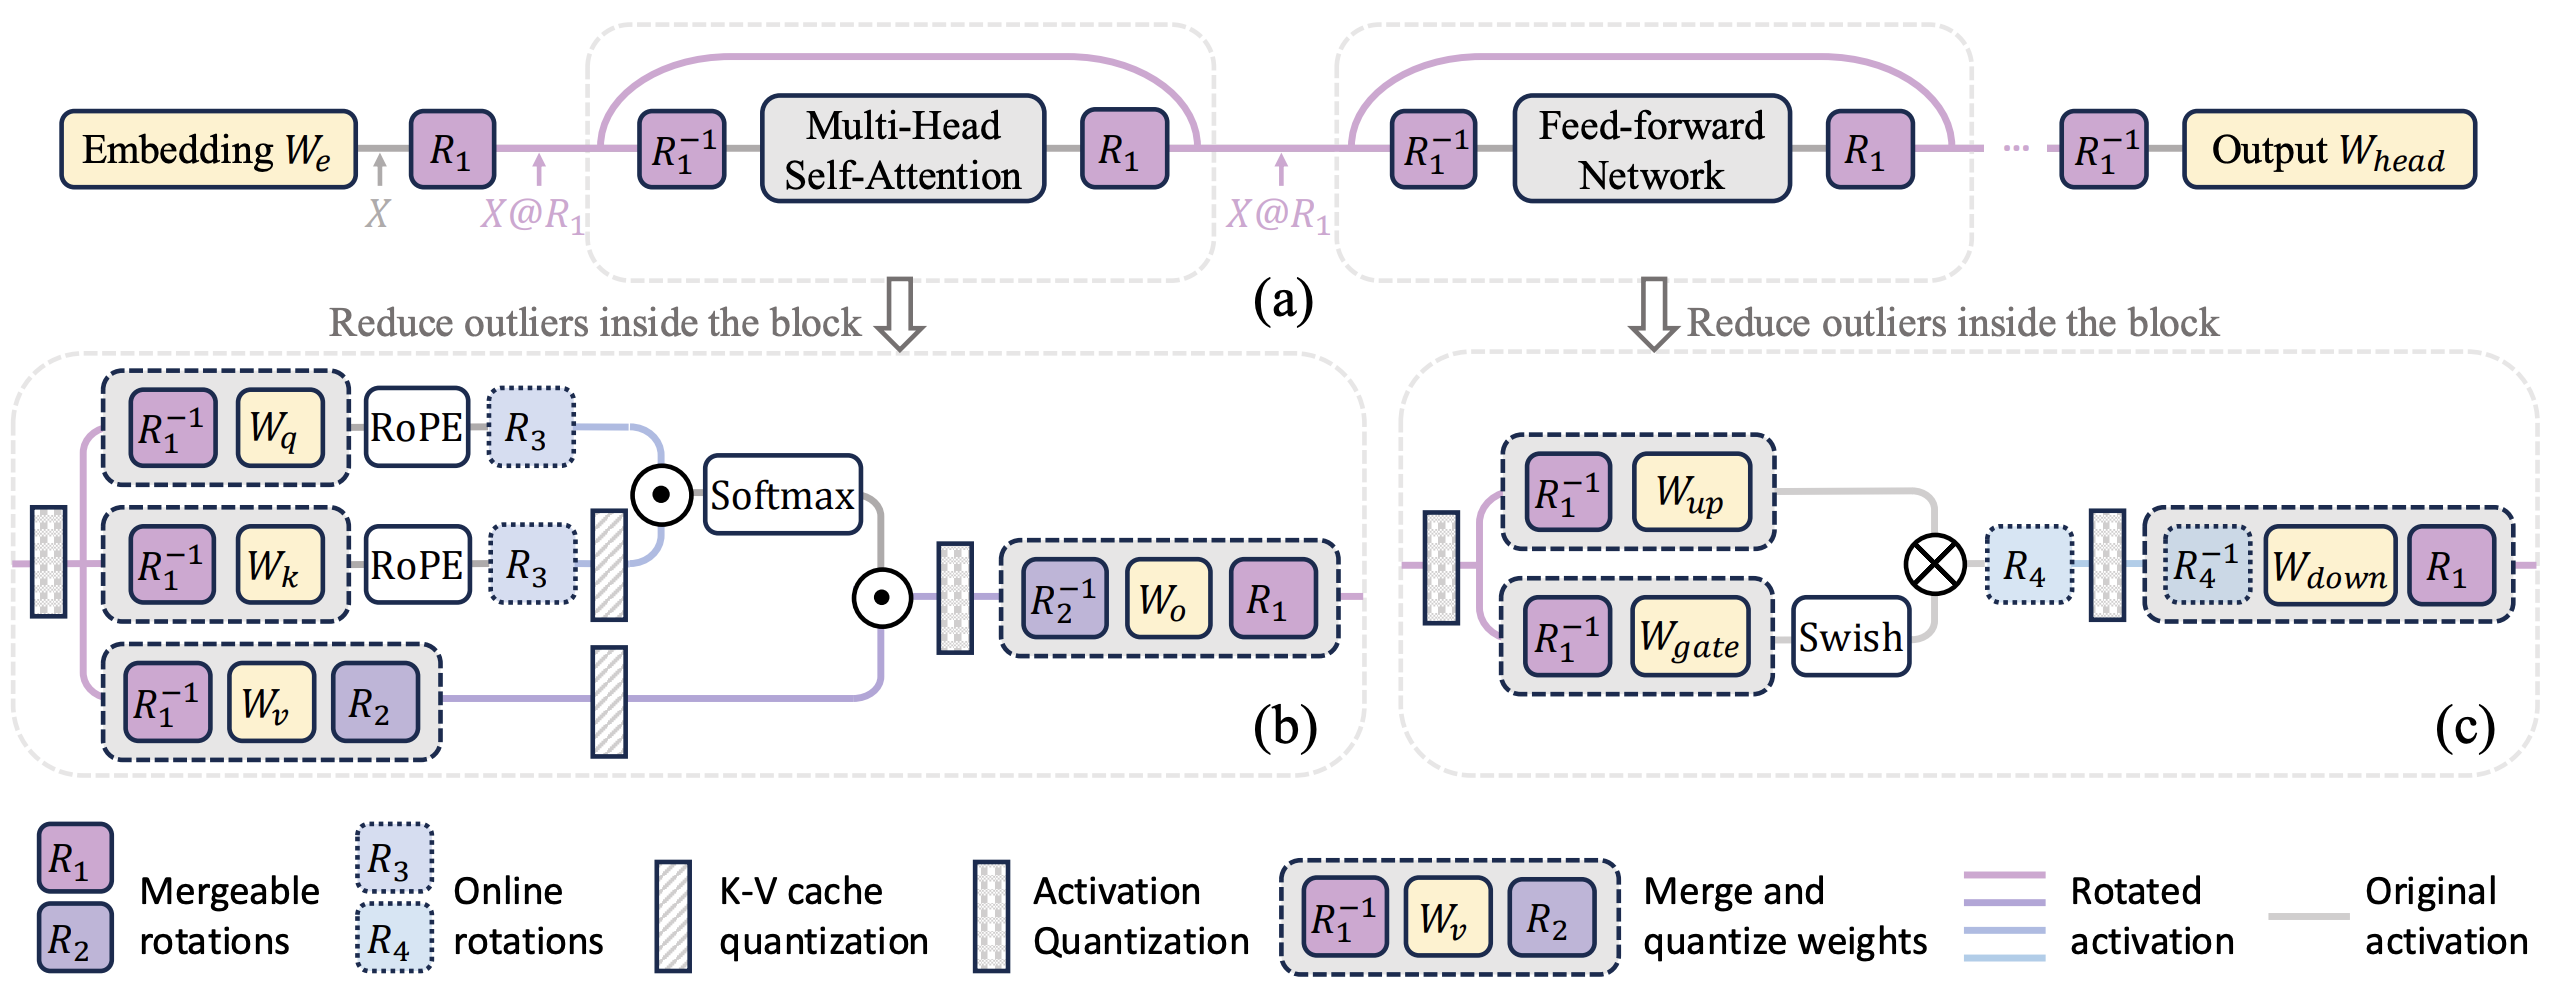 Embedding $W_e$
$R_1$
$R_1^{-1}$
Multi-Head
Self-Attention
$R_1$
$R_1^{-1}$
Feed-forward
Network
$R_1$
...
$R_1^{-1}$
Output $W_{head}$
$X$
$X@R_1$
$X@R_1$
(a)
Reduce outliers inside the block
Reduce outliers inside the block
$R_1^{-1}$ $W_q$
RoPE
$R_3$
$R_1^{-1}$ $W_k$
RoPE
$R_3$
Softmax
$R_1^{-1}$ $W_v$ $R_2$
$R_2^{-1}$ $W_o$ $R_1$
(b)
$R_1^{-1}$ $W_{up}$
$R_1^{-1}$ $W_{gate}$
Swish
$R_4$
$R_4^{-1}$ $W_{down}$ $R_1$
(c)
$R_1$
$R_2$
Mergeable
rotations
$R_3$
$R_4$
Online
rotations
K-V cache
quantization
Activation
Quantization
$R_1^{-1}$ $W_v$ $R_2$
Merge and
quantize weights
Rotated
activation
Original
activation